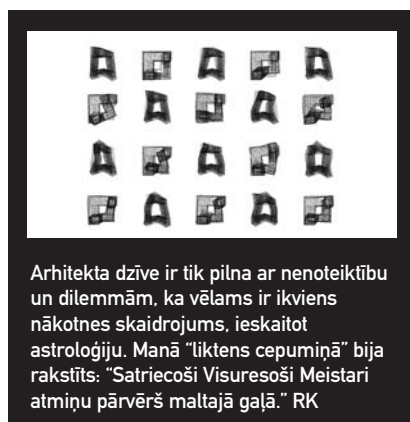 Arhitekta dzīve ir tik pilna ar nenoteiktību
un dilemmām, ka vēlams ir ikviens
nākotnes skaidrojums, ieskaitot
astroloģiju. Manā “liktens cepumiņā” bija
rakstīts: “Satriecoši Visuresoši Meistari
atmiņu pārvērš maltajā gaļā.” RK